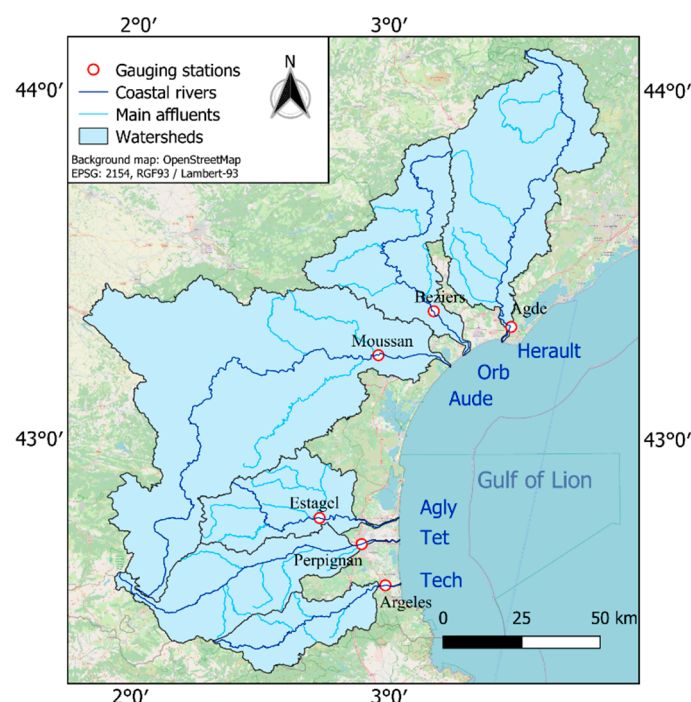 2°0′ 3°0′
N
Gauging stations
Coastal rivers
Main affluents
Watersheds
Background map: OpenStreetMap
EPSG: 2154, RGF93 / Lambert-93
44°0′ 44°0′
Beziers
Agde
Moussan
Herault
Orb
Aude
43°0′ 43°0′
Gulf of Lion
Estagel
Agly
Tet
Perpignan
Tech
Argeles
0 25 50 km
2°0′ 3°0′